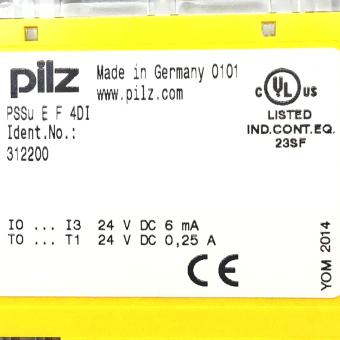 pilz
Made in Germany 0101
www.pilz.com
PSSu E F 4DI
Ident.No.:
312200
c UL US
LISTED
IND.CONT.EQ.
23SF
I0 ... I3 24 V DC 6 mA
T0 ... T1 24 V DC 0,25 A
CE
YOM 2014